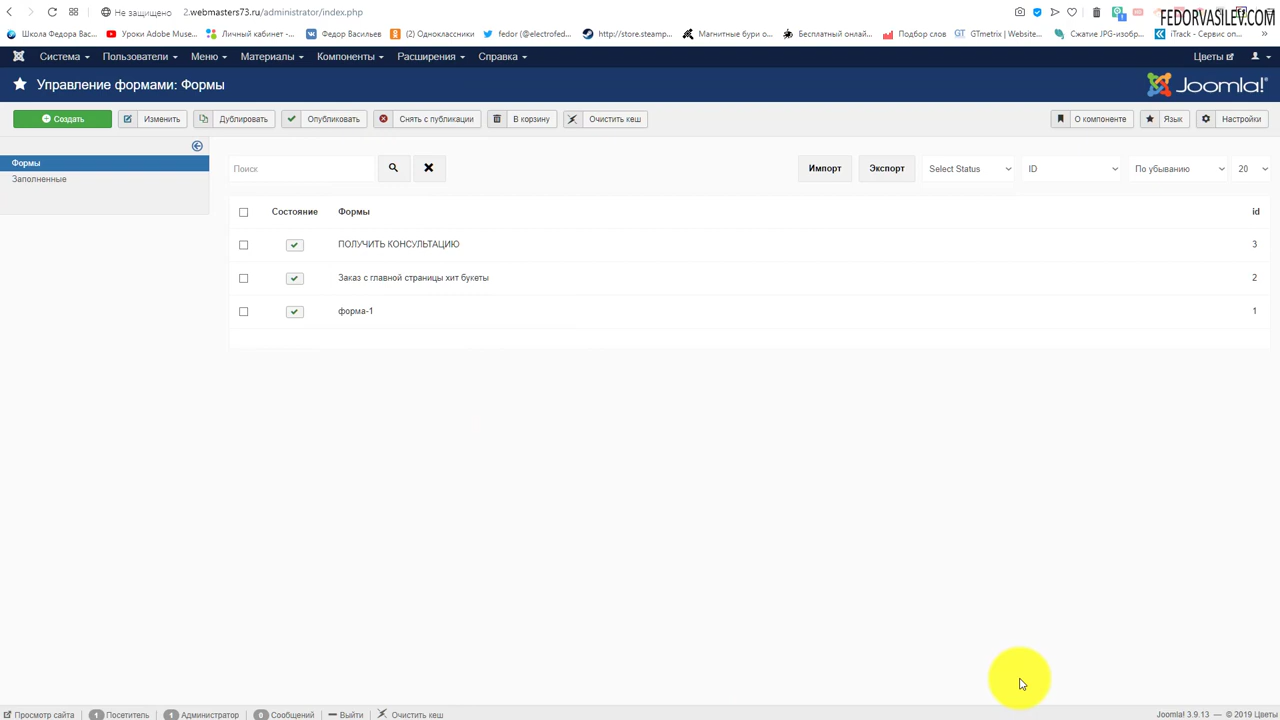 Не защищено 2.webmasters73.ru/administrator/index.php
FEDORVASILEW.COM
Школа Федора Вас... Уроки Adobe Muse... Личный кабинет -... Федор Васильев (2) Одноклассники fedor (@electrofed... http://store.steamp... Магнитные бури о... Бесплатный онлай... Подбор слов GTmetrix | Website... Сжатие JPG-изобр... iTrack - Сервис оп... »
Система Пользователи Меню Материалы Компоненты Расширения Справка Цветы
Управление формами: Формы Joomla!
Создать Изменить Дублировать Опубликовать Снять с публикации В корзину Очистить кеш О компоненте Язык Настройки
Формы
Заполненные
Поиск Импорт Экспорт Select Status ID По убыванию 20
Состояние Формы id
ПОЛУЧИТЬ КОНСУЛЬТАЦИЮ 3
Заказ с главной страницы хит букеты 2
форма-1 1
Просмотр сайта 1 Посетитель 1 Администратор 0 Сообщений Выйти Очистить кеш Joomla! 3.9.13 — © 2019 Цветы